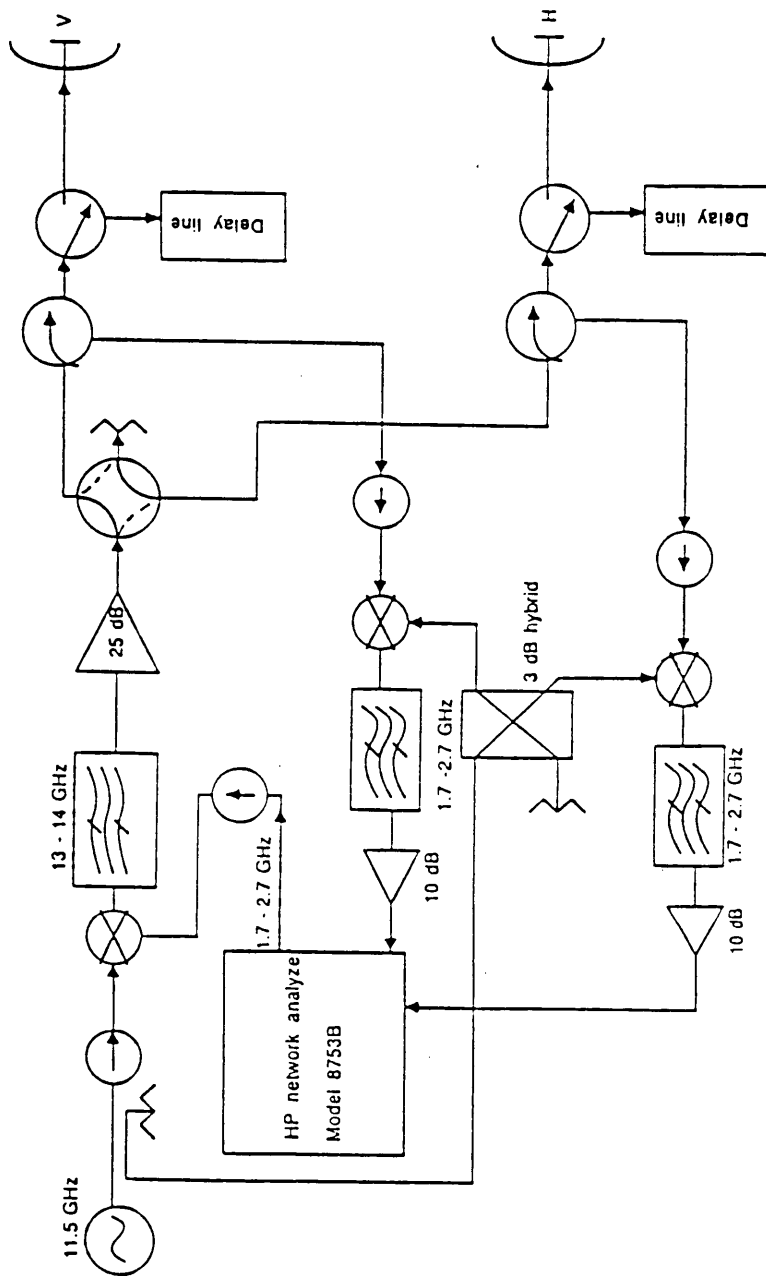 11.5 GHz
13 - 14 GHz
25 dB
V
Delay line
1.7 - 2.7 GHz
HP network analyze
Model 8753B
10 dB
1.7 -2.7 GHz
3 dB hybrid
H
Delay line
1.7 - 2.7 GHz
10 dB